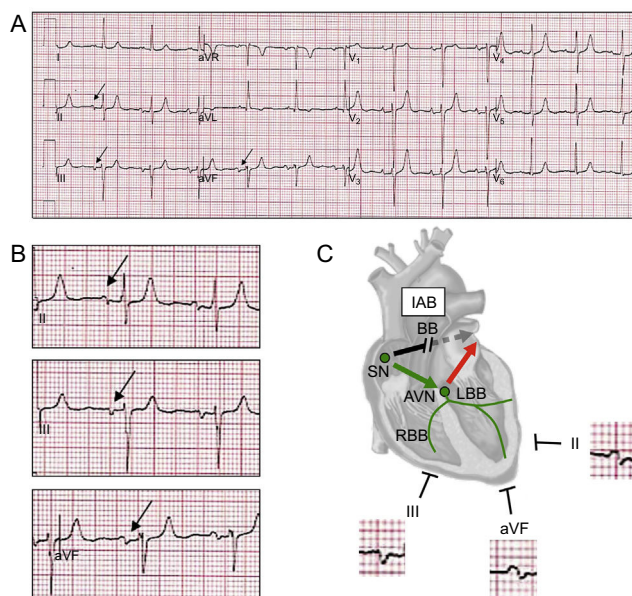 A
I aVR V1 V4
II aVL V2 V5
III aVF V3 V6
B
II
III
aVF
C
IAB
BB
SN
AVN LBB
RBB
II
III
aVF